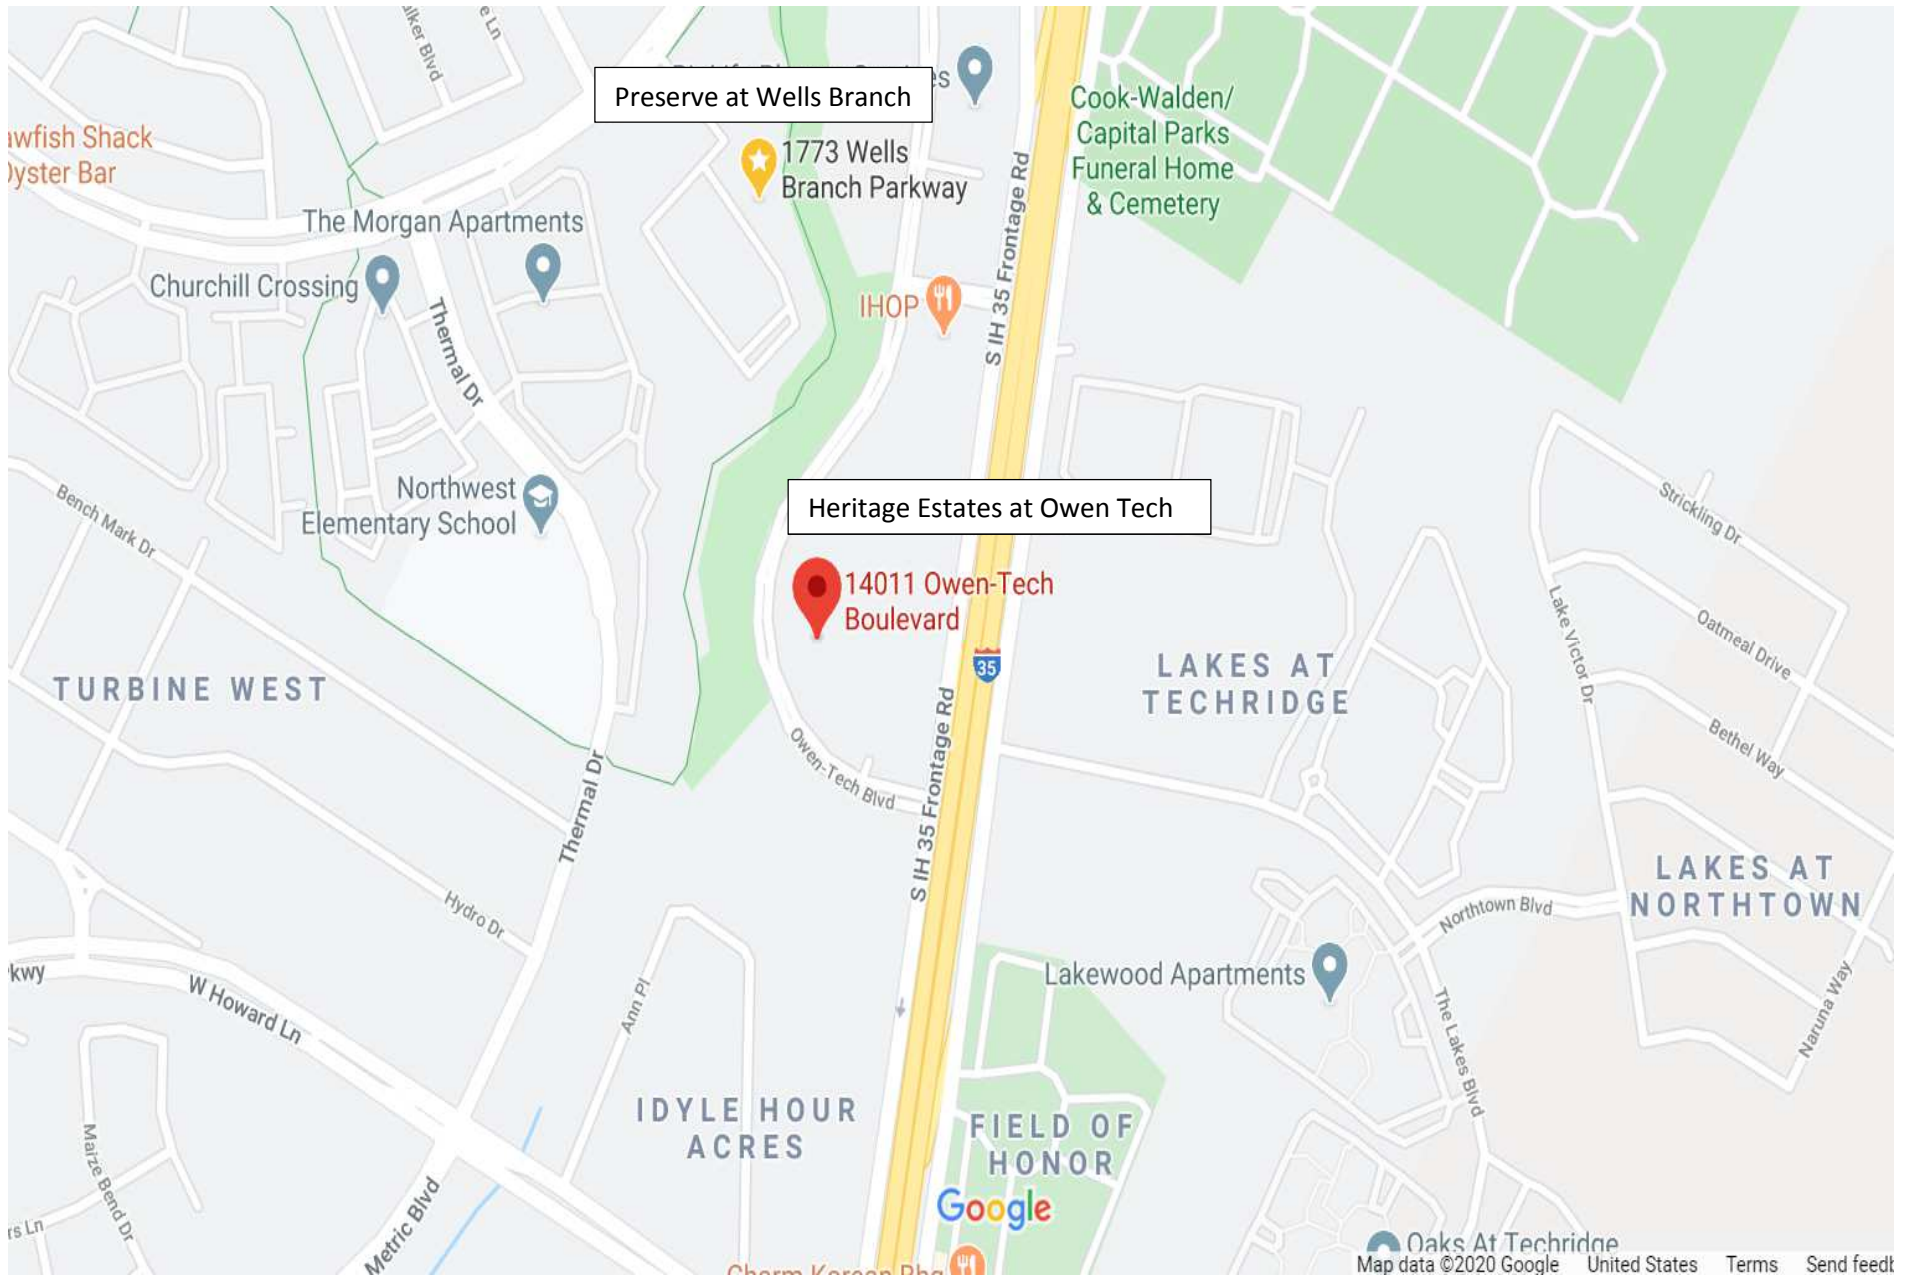 Preserve at Wells Branch
Cook-Walden/
Capital Parks
Funeral Home
& Cemetery
1773 Wells
Branch Parkway
Shack
Bar
The Morgan Apartments
Churchill Crossing
IHOP
S IH 35 Frontage Rd
Thermal Dr
Northwest
Elementary School
Bench Mark Dr
Heritage Estates at Owen Tech
Strickling Dr
14011 Owen-Tech
Boulevard
35
Lake Victor Dr
Oatmeal Drive
LAKES AT
TECHRIDGE
TURBINE WEST
Bethel Way
Owen-Tech Blvd
S IH 35 Frontage Rd
Thermal Dr
LAKES AT
NORTHTOWN
Northtown Blvd
Hydro Dr
Lakewood Apartments
kwy
W Howard Ln
Ann Pl
Naruna Way
The Lakes Blvd
IDYLE HOUR
ACRES
FIELD OF
HONOR
Maize Bend Dr
Metric Blvd
rs Ln
Google
Oaks At Techridge
Map data ©2020 Google United States Terms Send feedb